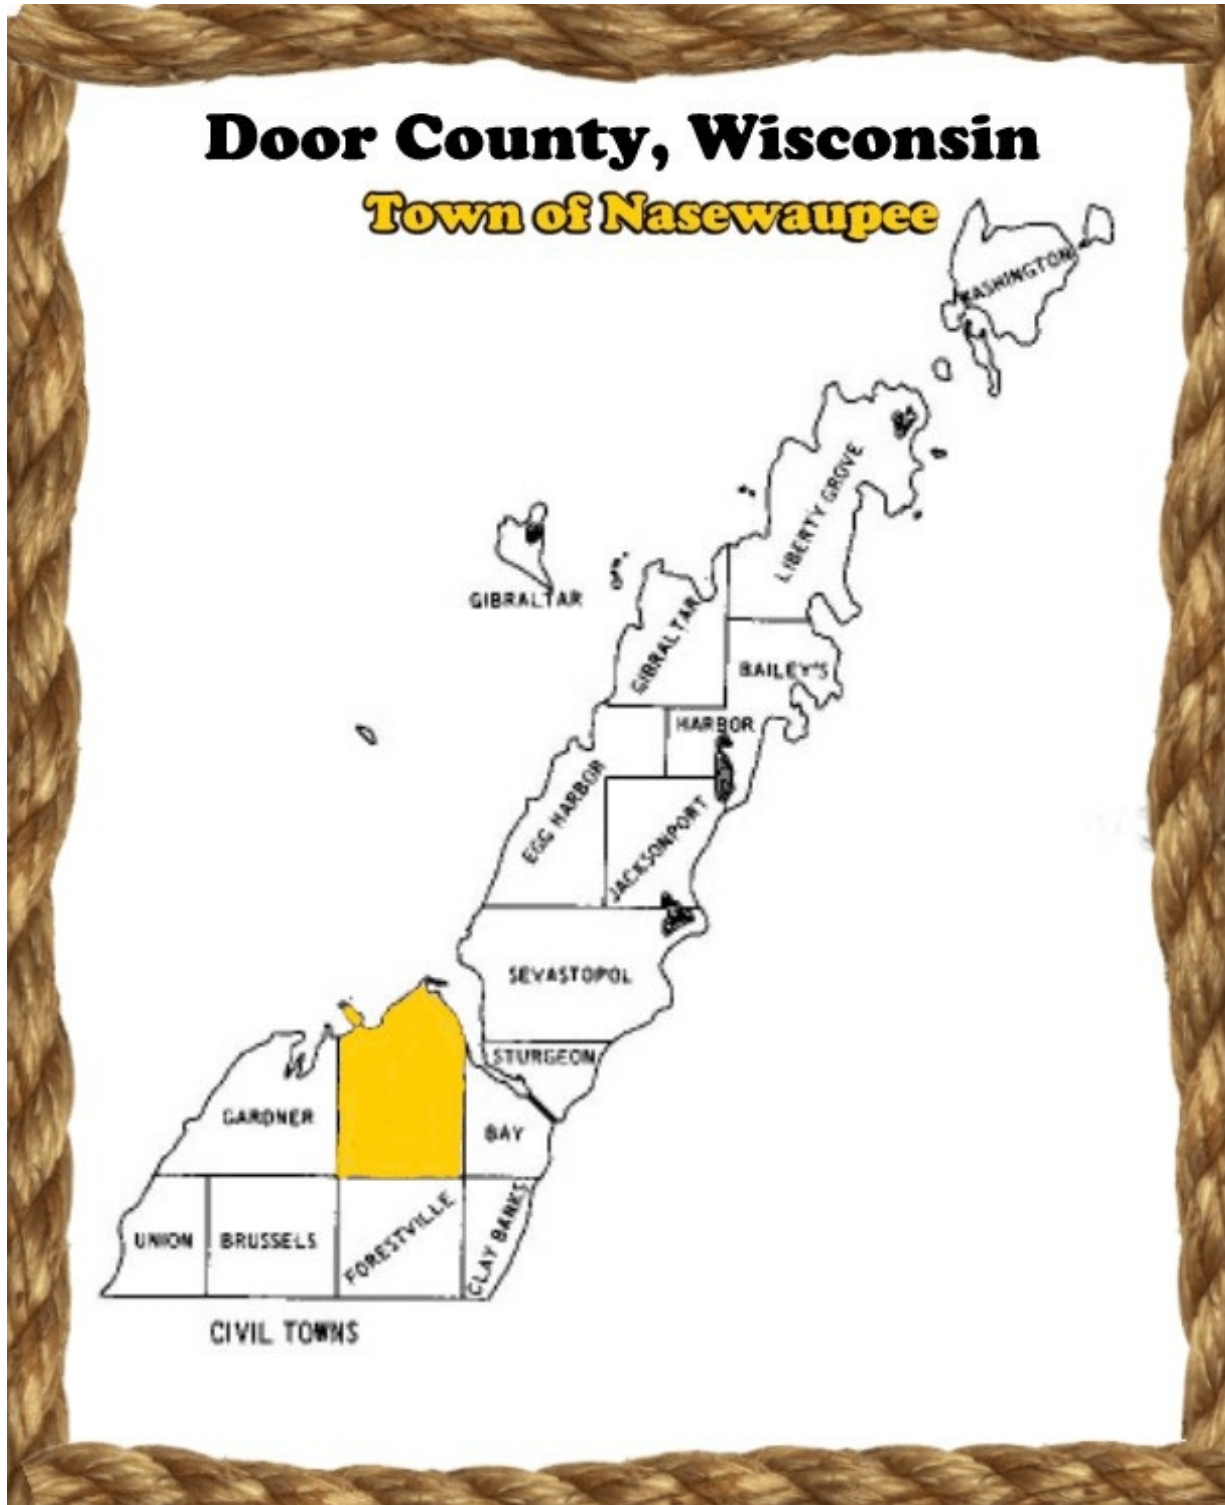 Door County, Wisconsin
Town of Nasewaupee
WASHINGTON
LIBERTY GROVE
GIBRALTAR
GIBRALTAR
BAILEY'S
HARBOR
EGG HARBOR
JACKSONPORT
SEVASTOPOL
STURGEON
GARDNER
BAY
UNION
BRUSSELS
FORESTVILLE
CLAY BANKS
CIVIL TOWNS